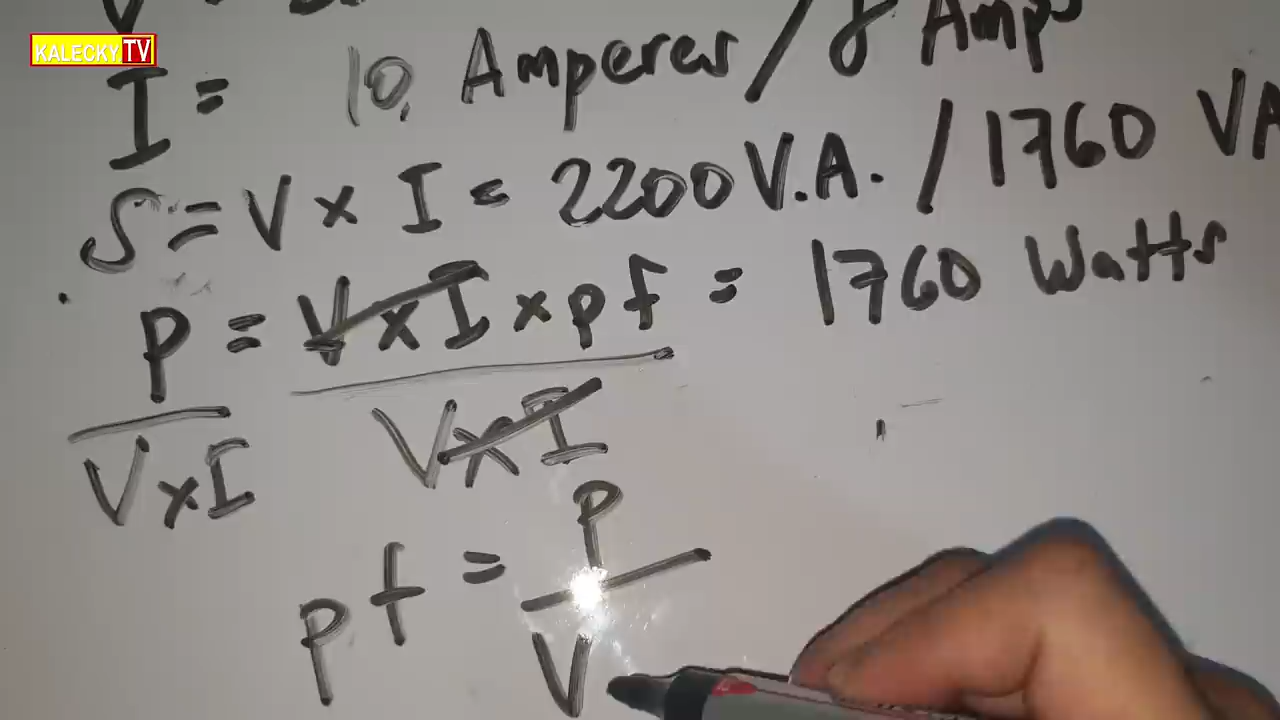 KALECKY TV
I = 10 Amperes / 8 Amps
S = V x I = 2200 V.A. / 1760 VA
P = V x I x pf = 1760 Watts
V x I V x I
pf = P
V